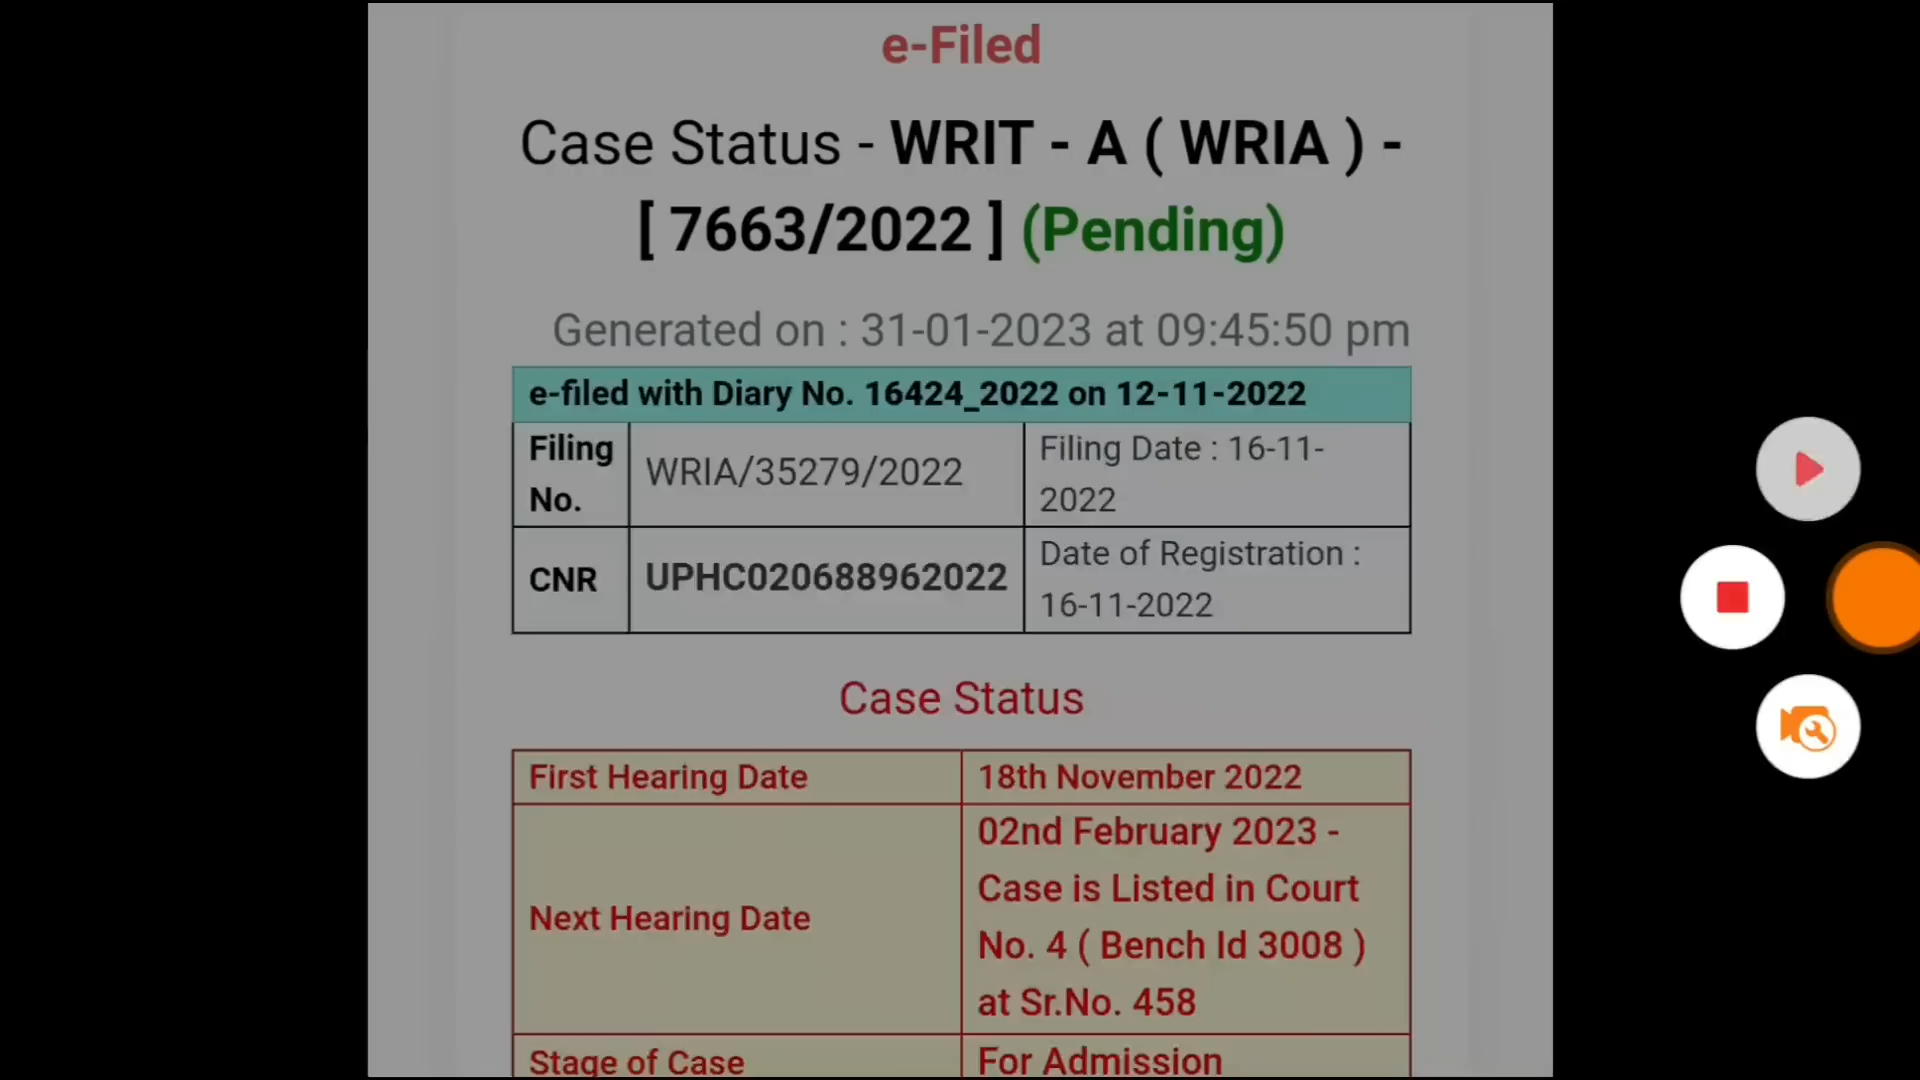 e-Filed
Case Status - WRIT - A ( WRIA ) -
[ 7663/2022 ] (Pending)
Generated on : 31-01-2023 at 09:45:50 pm
e-filed with Diary No. 16424_2022 on 12-11-2022
Filing No.
WRIA/35279/2022
Filing Date : 16-11-
2022
CNR
UPHC020688962022
Date of Registration :
16-11-2022
Case Status
First Hearing Date
18th November 2022
Next Hearing Date
02nd February 2023 -
Case is Listed in Court
No. 4 ( Bench Id 3008 )
at Sr.No. 458
Stage of Case
For Admission